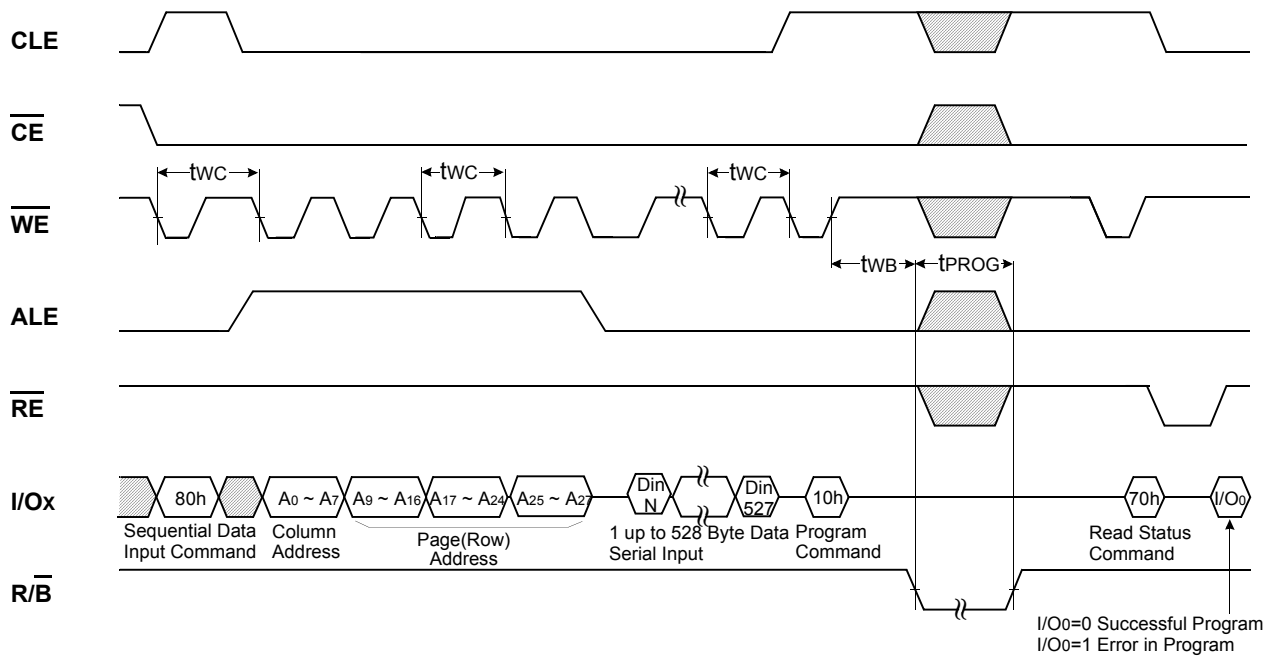 CLE
CE
tWC
tWC
tWC
WE
tWB
tPROG
ALE
RE
I/Ox
80h
A0 ~ A7
A9 ~ A16
A17 ~ A24
A25 ~ A27
Din
N
Din
527
10h
70h
I/O0
Sequential Data
Input Command
Column
Address
Page(Row)
Address
1 up to 528 Byte Data
Serial Input
Program
Command
Read Status
Command
R/B
I/O0=0 Successful Program
I/O0=1 Error in Program